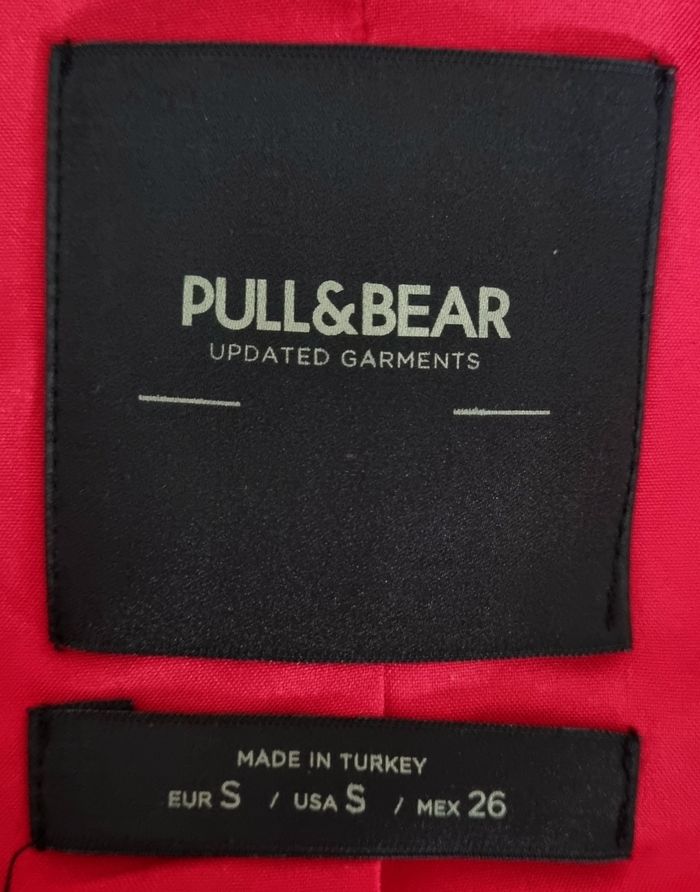 PULL&BEAR
UPDATED GARMENTS
MADE IN TURKEY
EUR S / USA S / MEX 26